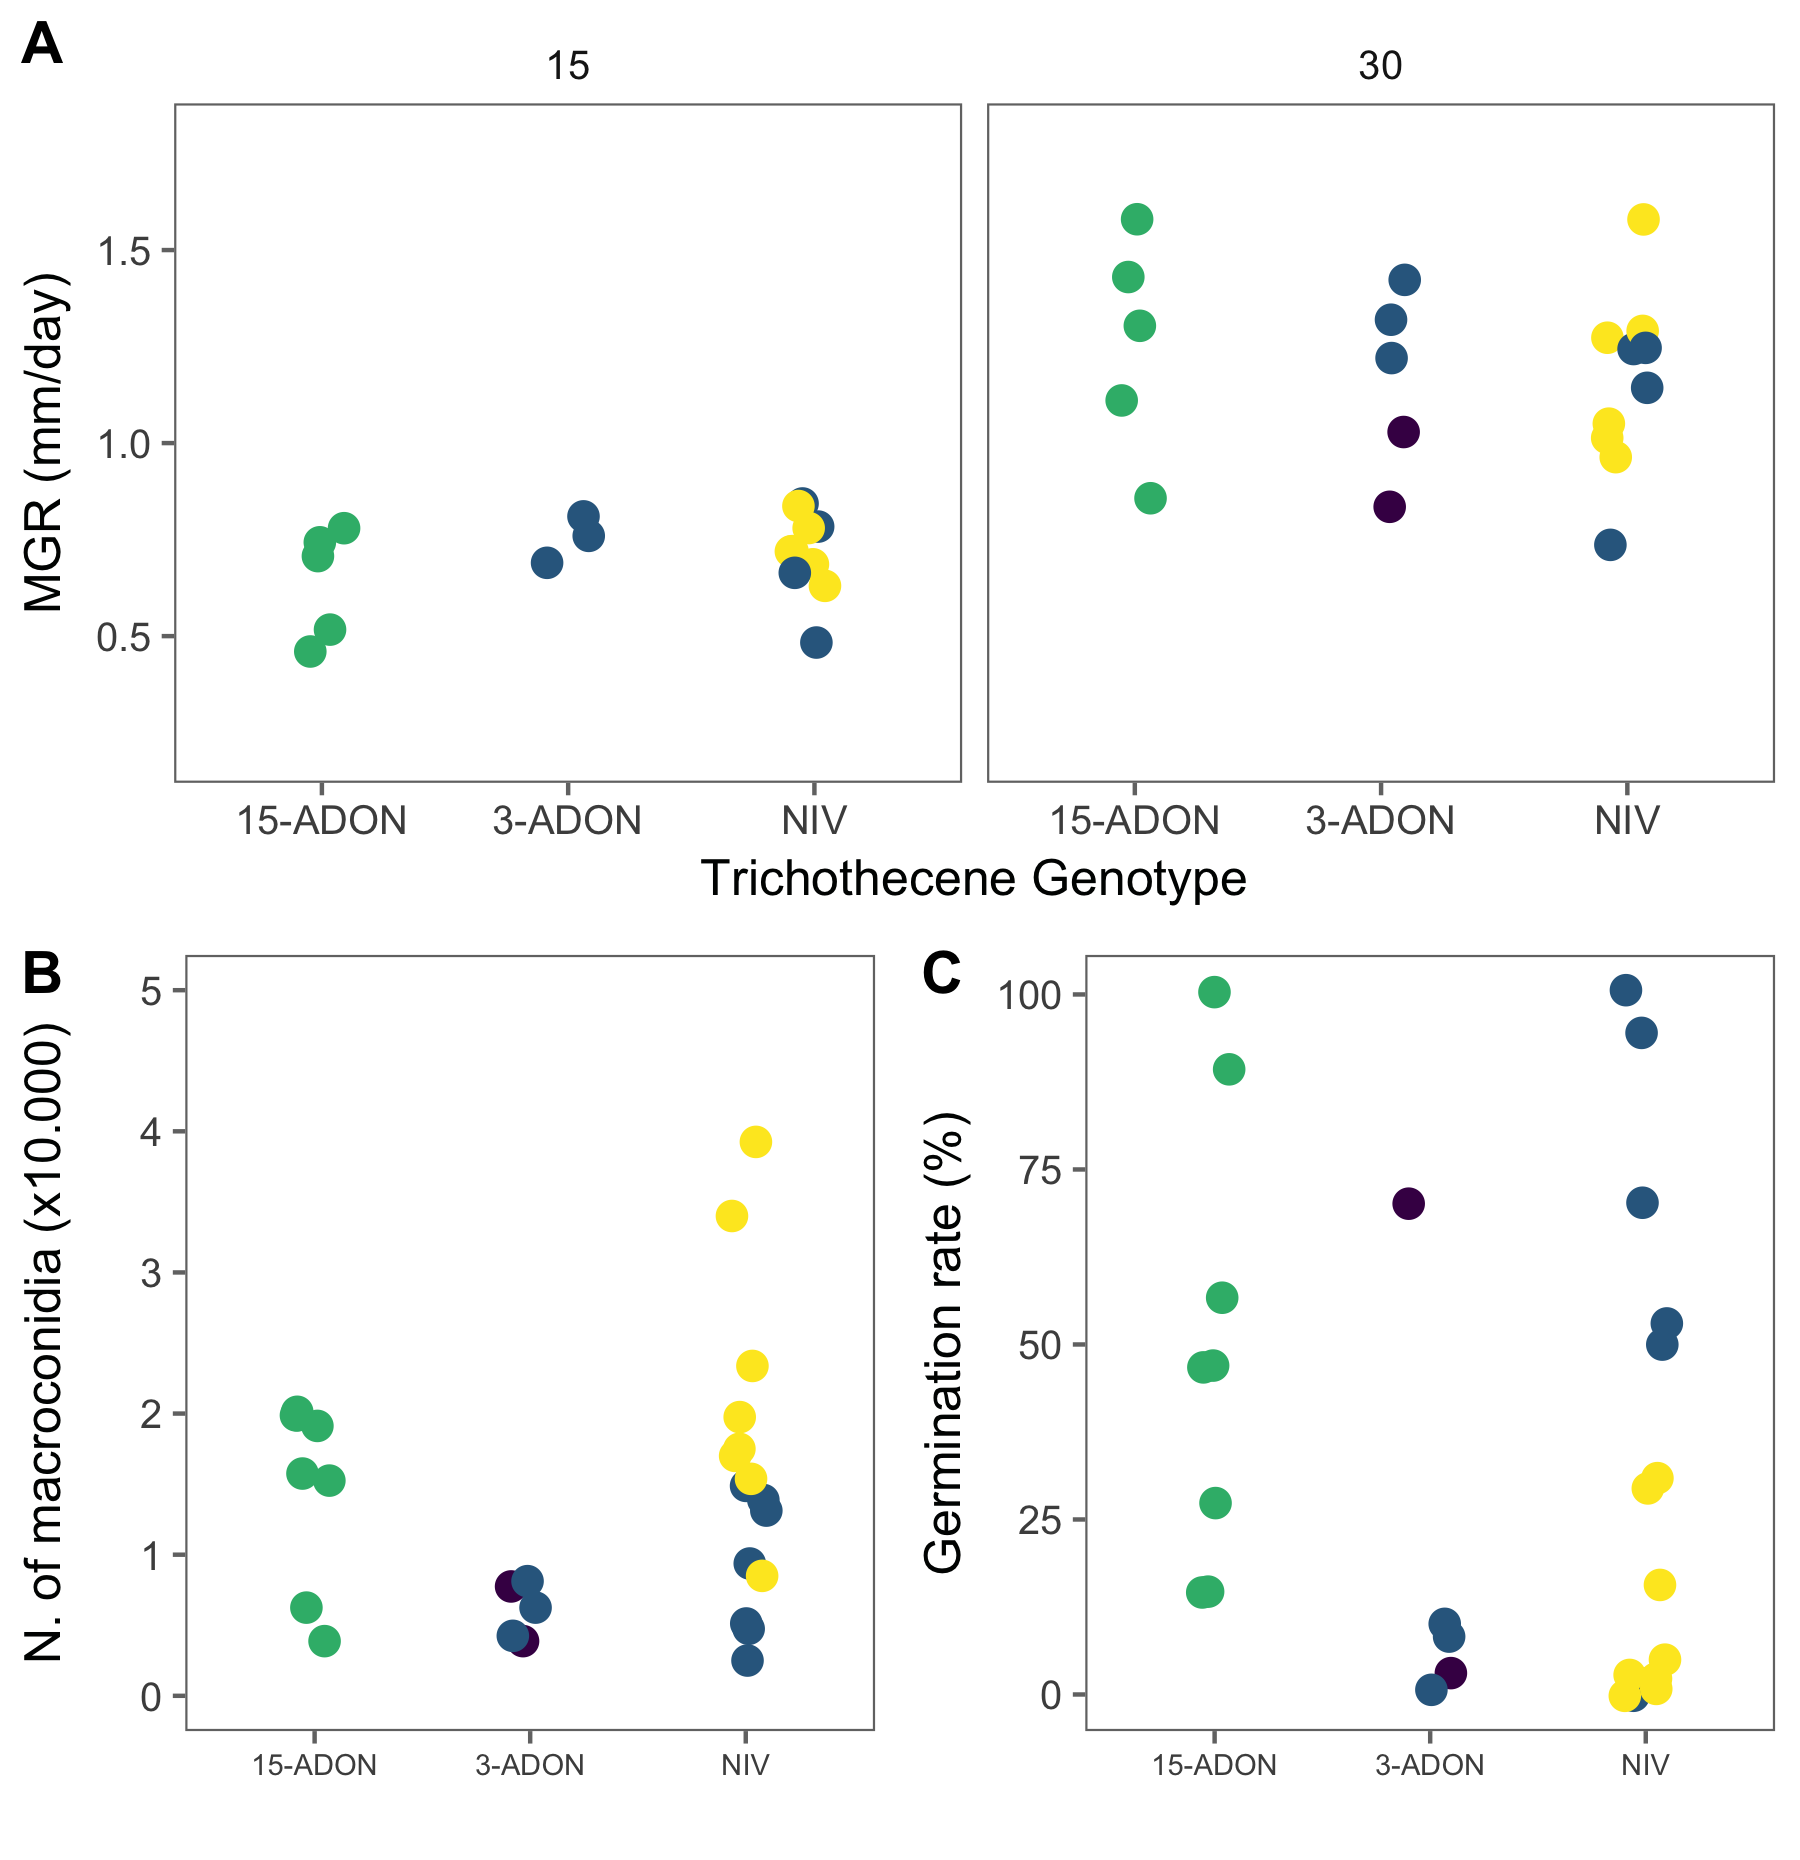 A
15
30
MGR (mm/day)
1.5
1.0
0.5
15-ADON 3-ADON NIV
15-ADON 3-ADON NIV
Trichothecene Genotype
B
N. of macroconidia (x10.000)
5
4
3
2
1
0
15-ADON 3-ADON NIV
C
Germination rate (%)
100
75
50
25
0
15-ADON 3-ADON NIV